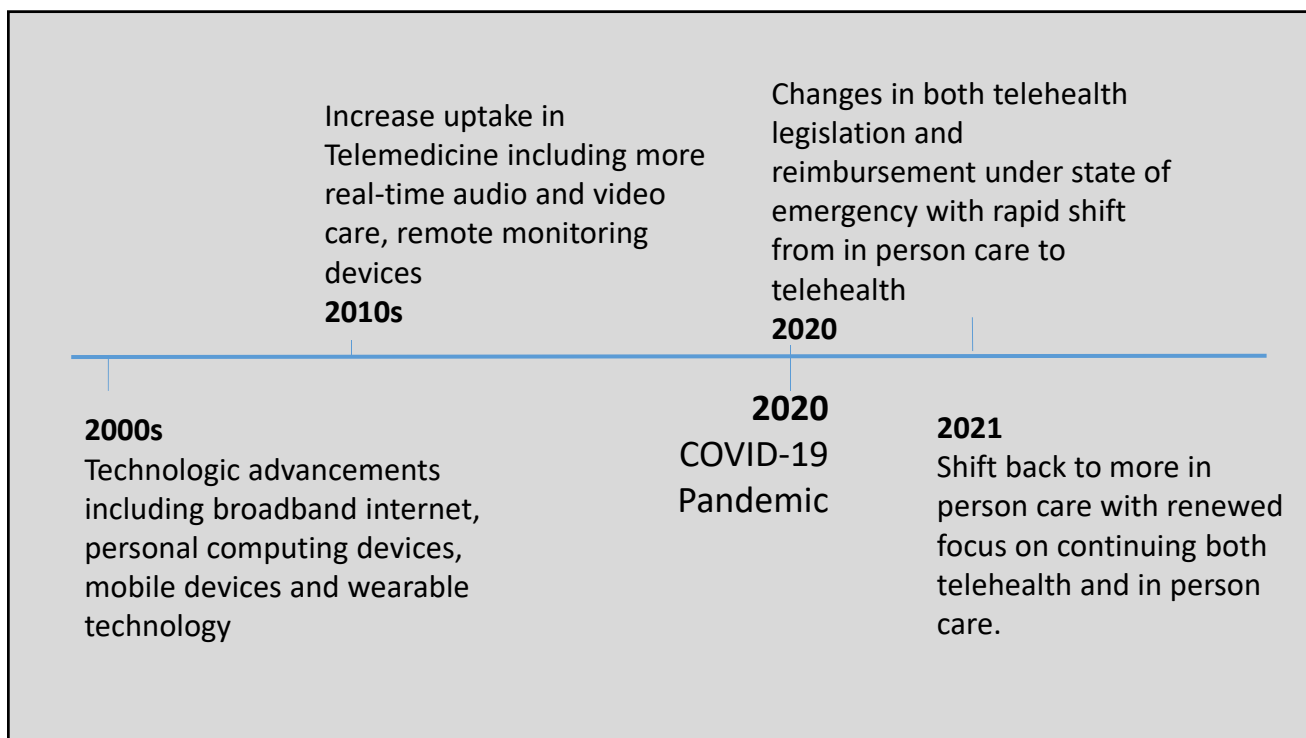 Increase uptake in
Telemedicine including more
real-time audio and video
care, remote monitoring
devices
2010s
Changes in both telehealth
legislation and
reimbursement under state of
emergency with rapid shift
from in person care to
telehealth
2020
2000s
Technologic advancements
including broadband internet,
personal computing devices,
mobile devices and wearable
technology
2020
COVID-19
Pandemic
2021
Shift back to more in
person care with renewed
focus on continuing both
telehealth and in person
care.